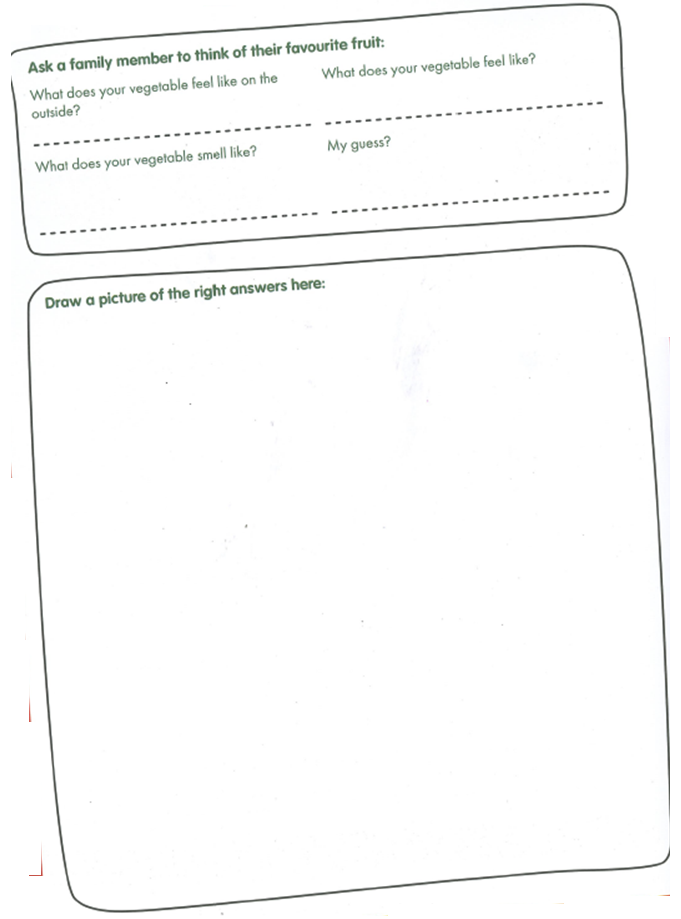 Ask a family member to think of their favourite fruit:
What does your vegetable feel like on the
outside?
What does your vegetable feel like?
What does your vegetable smell like?
My guess?
Draw a picture of the right answers here: